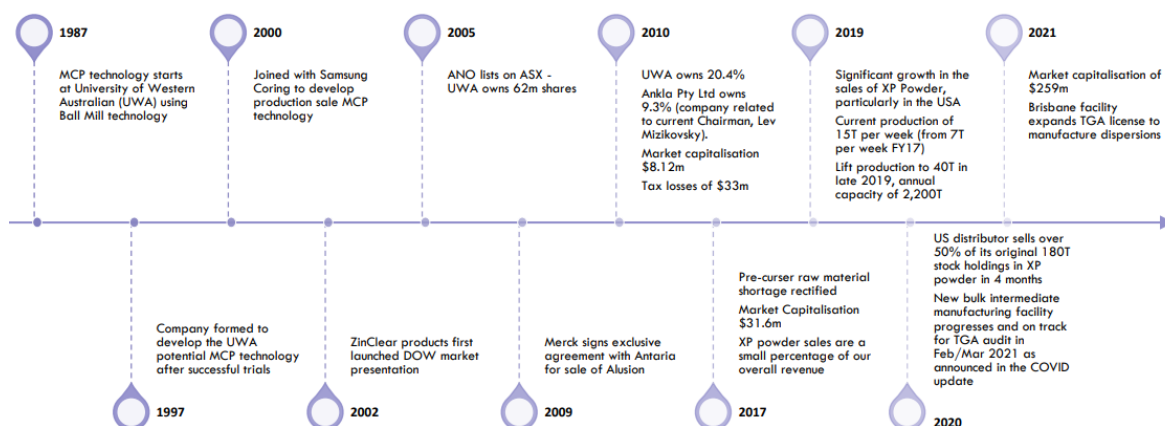 1987
MCP technology starts
at University of Western
Australian (UWA) using
Ball Mill technology
2000
Joined with Samsung
Coring to develop
production sale MCP
technology
2005
ANO lists on ASX -
UWA owns 62m shares
2010
UWA owns 20.4%
Ankla Pty Ltd owns
9.3% (company related
to current Chairman, Lev
Mizikovsky).
Market capitalisation
$8.12m
Tax losses of $33m
2019
Significant growth in the
sales of XP Powder,
particularly in the USA
Current production of
15T per week (from 7T
per week FY17)
Lift production to 40T in
late 2019, annual
capacity of 2,200T
2021
Market capitalisation of
$259m
Brisbane facility
expands TGA license to
manufacture dispersions
Company formed to
develop the UWA
potential MCP technology
after successful trials
1997
ZinClear products first
launched DOW market
presentation
2002
Merck signs exclusive
agreement with Antaria
for sale of Alusion
2009
Pre-curser raw material
shortage rectified
Market Capitalisation
$31.6m
XP powder sales are a
small percentage of our
overall revenue
2017
US distributor sells over
50% of its original 180T
stock holdings in XP
powder in 4 months
New bulk intermediate
manufacturing facility
progresses and on track
for TGA audit in
Feb/Mar 2021 as
announced in the COVID
update
2020